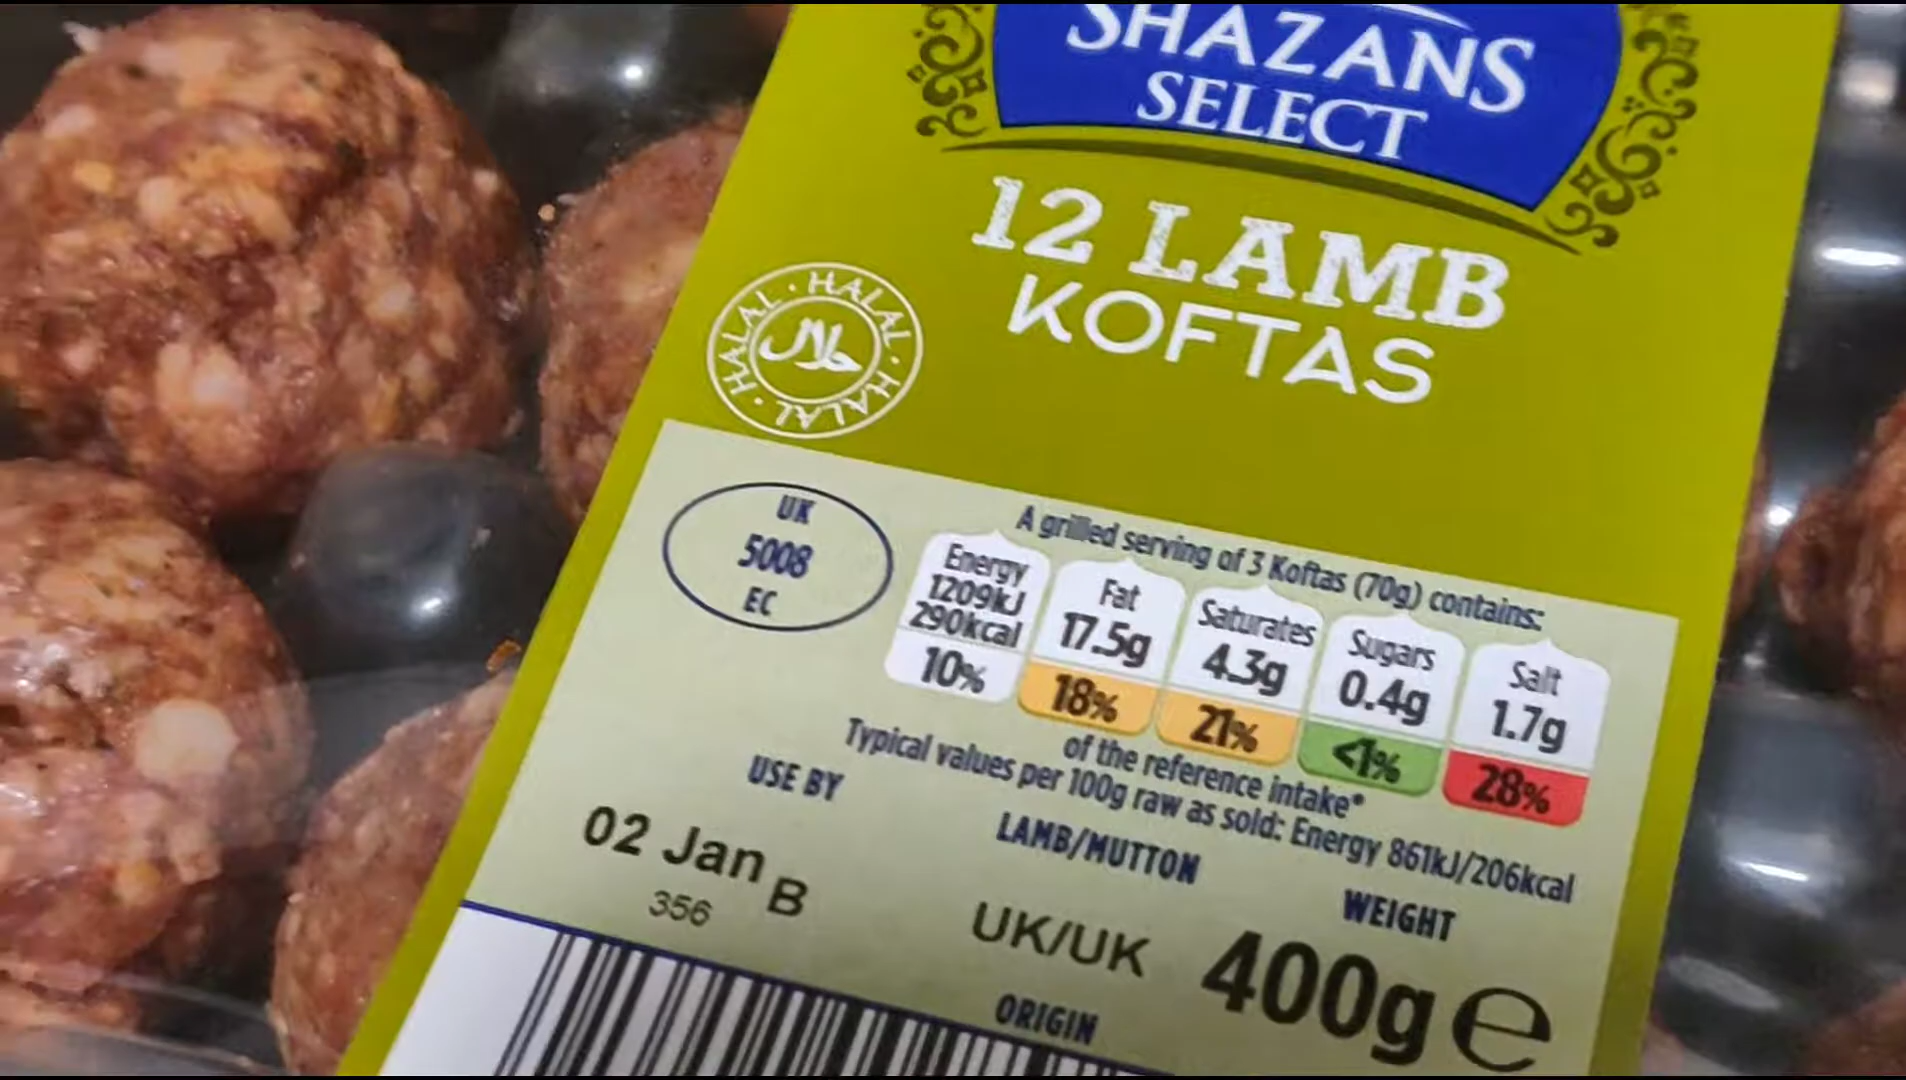 SHAZANS
SELECT
12 LAMB
KOFTAS
HALAL · HALAL · HALAL · HALAL
حلال
UK
5008
EC
A grilled serving of 3 Koftas (70g) contains:
Energy
1209kJ
290kcal
10%
Fat
17.5g
18%
Saturates
4.3g
21%
Sugars
0.4g
<1%
Salt
1.7g
28%
of the reference intake*
Typical values per 100g raw as sold: Energy 861kJ/206kcal
USE BY
02 Jan B
356
LAMB/MUTTON
UK/UK
ORIGIN
WEIGHT
400g e